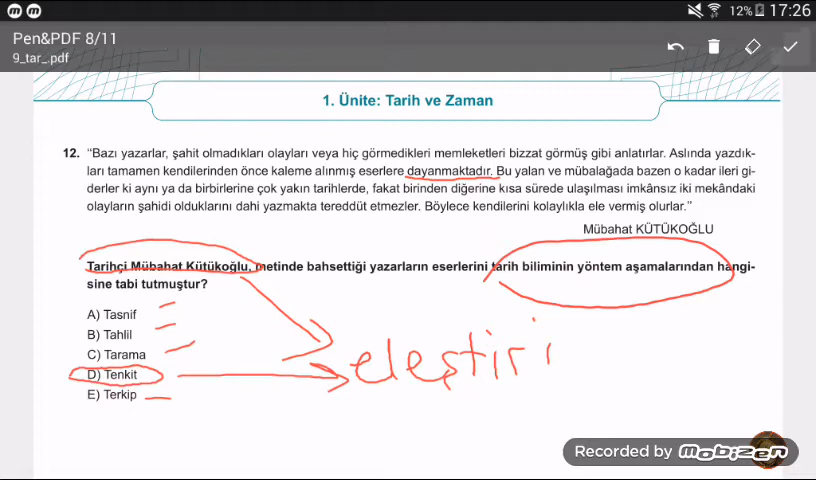 12% 17:26
Pen&PDF 8/11
9_tar_.pdf
1. Ünite: Tarih ve Zaman
12. “Bazı yazarlar, şahit olmadıkları olayları veya hiç görmedikleri memleketleri bizzat görmüş gibi anlatırlar. Aslında yazdık-
ları tamamen kendilerinden önce kaleme alınmış eserlere dayanmaktadır. Bu yalan ve mübalağada bazen o kadar ileri gi-
derler ki aynı ya da birbirlerine çok yakın tarihlerde, fakat birinden diğerine kısa sürede ulaşılması imkânsız iki mekândaki
olayların şahidi olduklarını dahi yazmakta tereddüt etmezler. Böylece kendilerini kolaylıkla ele vermiş olurlar.”
Mübahat KÜTÜKOĞLU
Tarihçi Mübahat Kütükoğlu, metinde bahsettiği yazarların eserlerini tarih biliminin yöntem aşamalarından hangi-
sine tabi tutmuştur?
A) Tasnif
B) Tahlil
C) Tarama
D) Tenkit
E) Terkip
eleştiri
Recorded by Mobizen